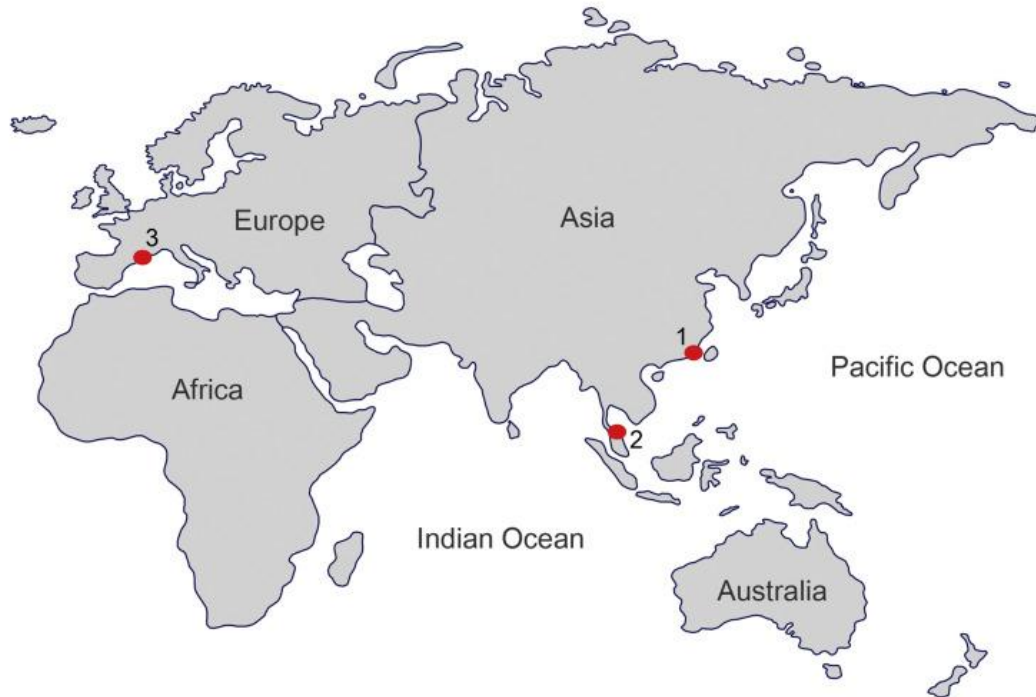 Europe
Asia
3
1
Pacific Ocean
Africa
2
Indian Ocean
Australia